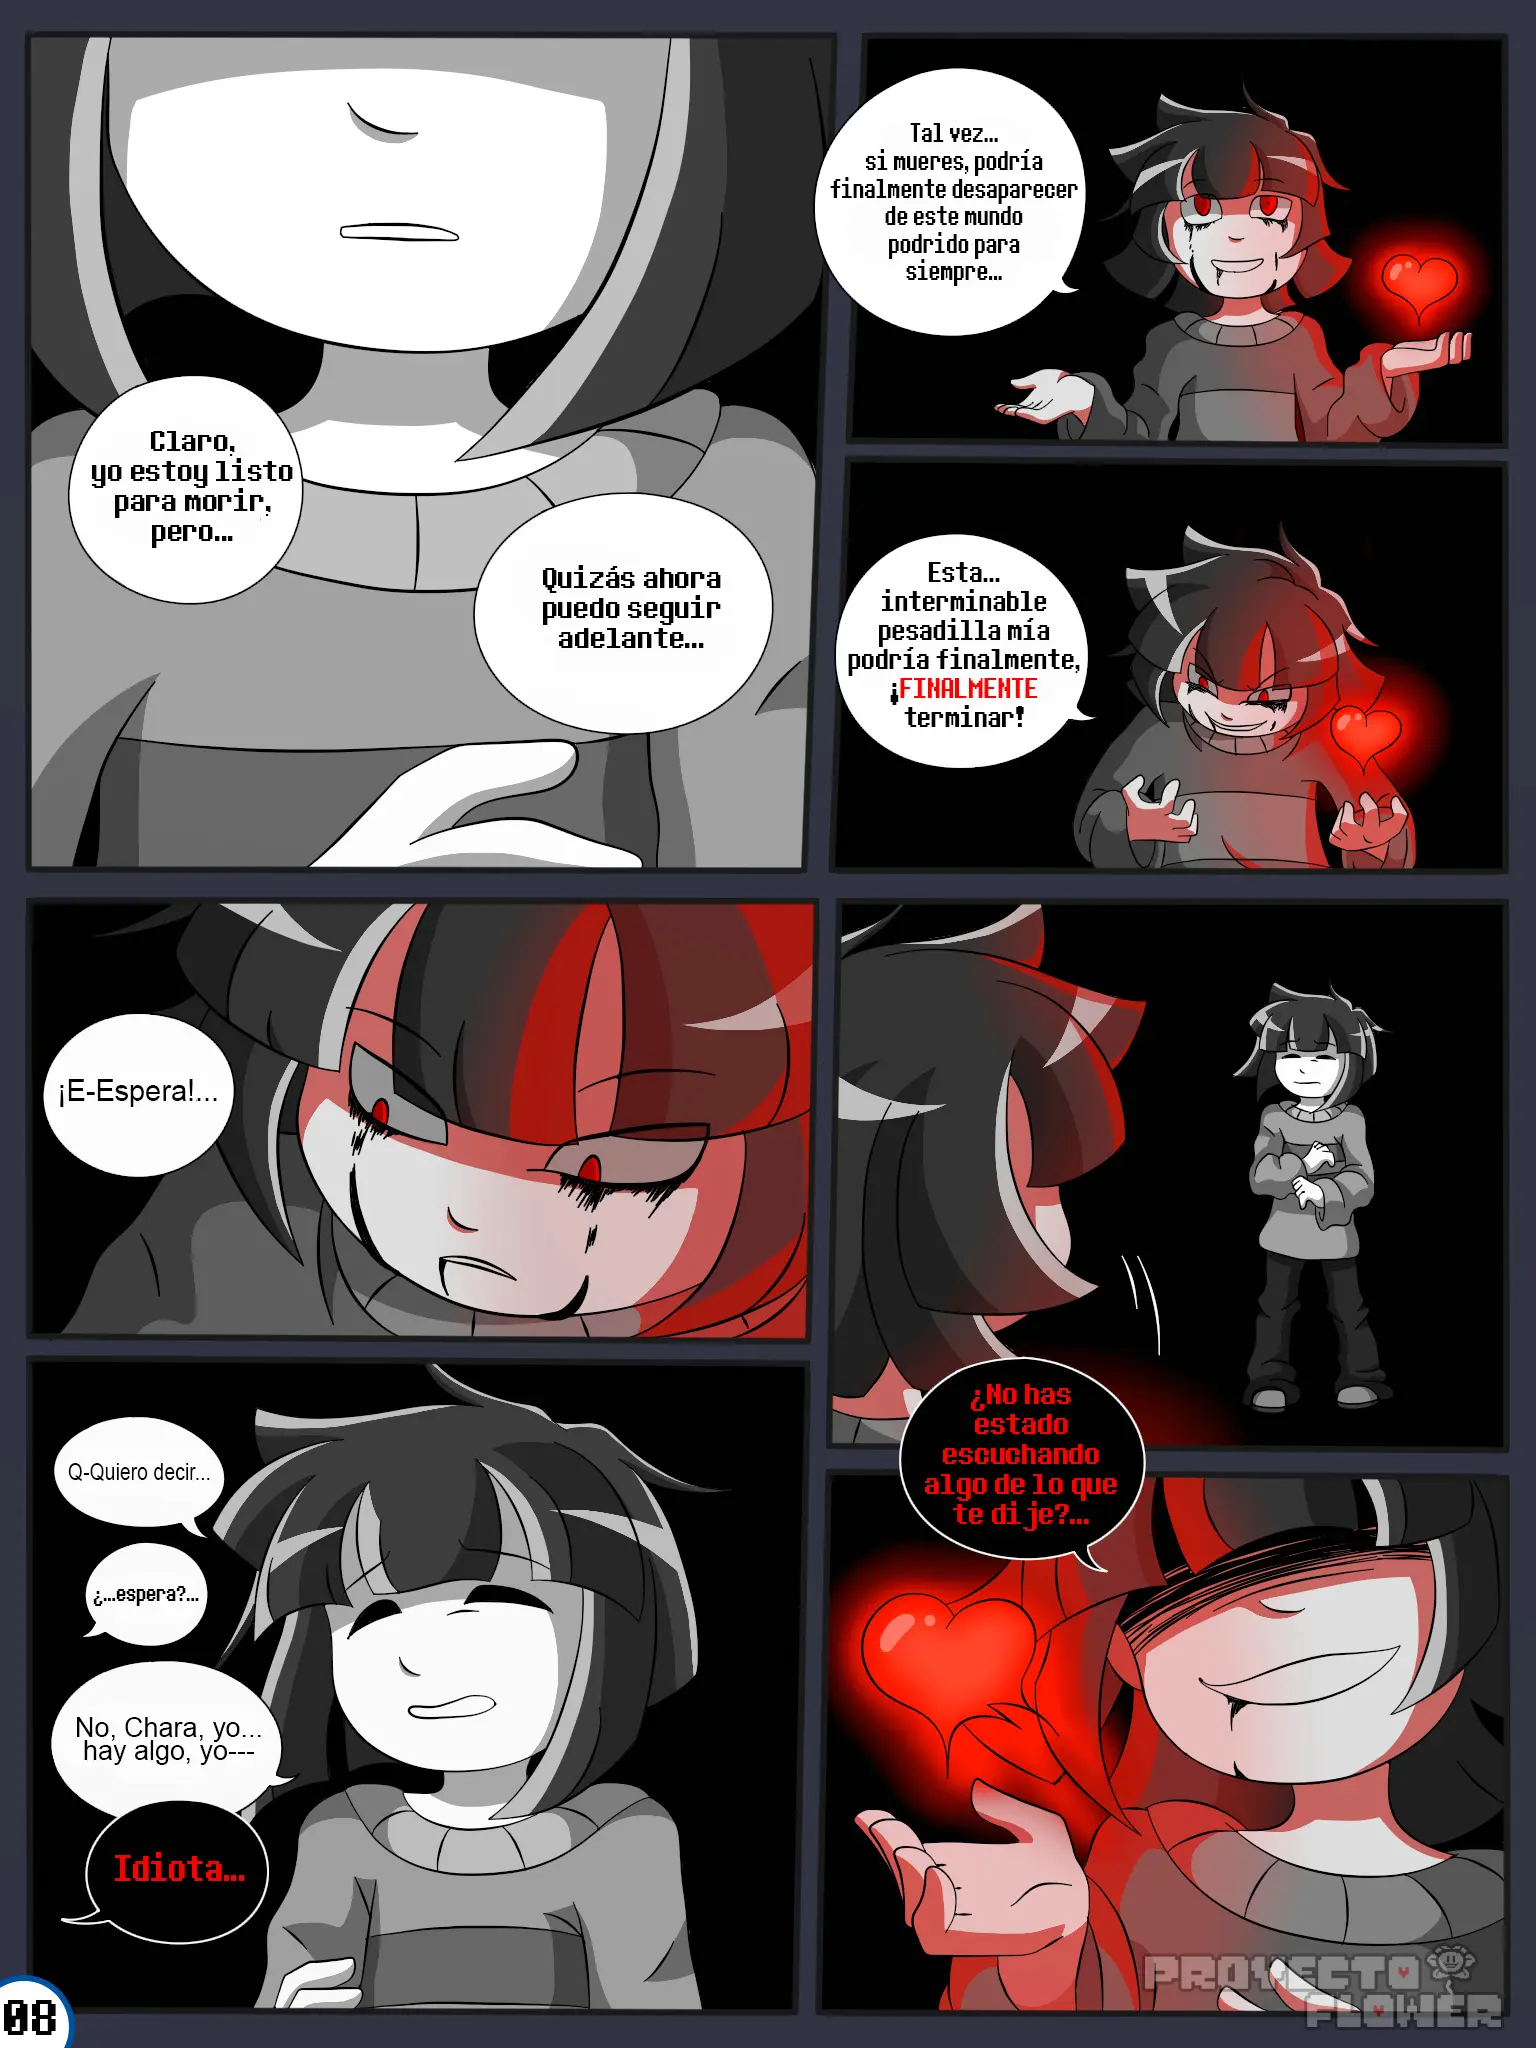 Claro,
yo estoy listo
para morir,
pero...
Quizás ahora
puedo seguir
adelante...
Tal vez...
si mueres, podría
finalmente desaparecer
de este mundo
podrido para
siempre...
Esta...
interminable
pesadilla mía
podría finalmente,
¡FINALMENTE
terminar!
¡E-Espera!...
Q-Quiero decir...
¿...espera?...
No, Chara, yo...
hay algo, yo---
Idiota...
¿No has
estado
escuchando
algo de lo que
te dije?...
PROYECTO
FLOWER
08